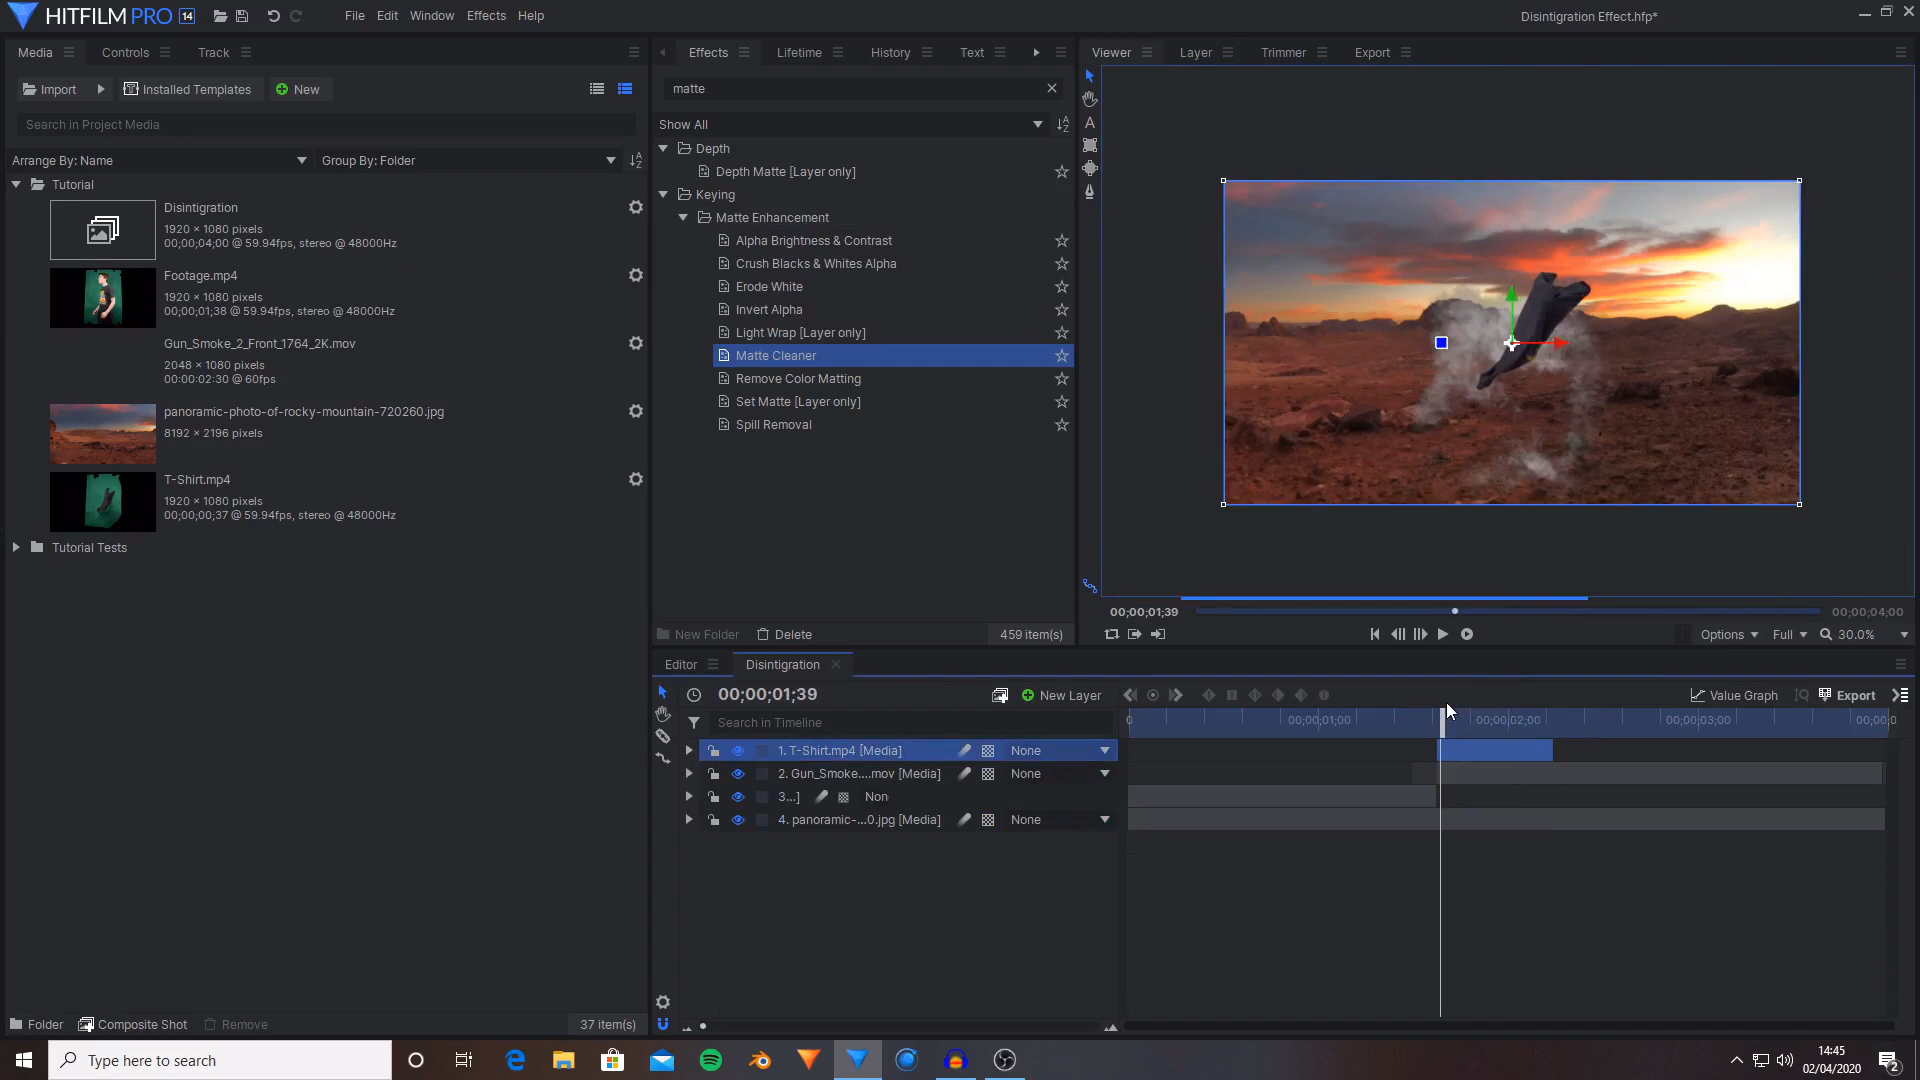 HITFILM PRO 14
File Edit Window Effects Help
Disintigration Effect.hfp*
Media Controls Track
Import Installed Templates New
Search in Project Media
Arrange By: Name Group By: Folder
Tutorial
Disintigration
1920 × 1080 pixels
00;00;04;00 @ 59.94fps, stereo @ 48000Hz
Footage.mp4
1920 × 1080 pixels
00;00;01;38 @ 59.94fps, stereo @ 48000Hz
Gun_Smoke_2_Front_1764_2K.mov
2048 × 1080 pixels
00:00:02:30 @ 60fps
panoramic-photo-of-rocky-mountain-720260.jpg
8192 × 2196 pixels
T-Shirt.mp4
1920 × 1080 pixels
00;00;00;37 @ 59.94fps, stereo @ 48000Hz
Tutorial Tests
Folder Composite Shot Remove 37 item(s)
Effects Lifetime History Text
matte
Show All
Depth
Depth Matte [Layer only]
Keying
Matte Enhancement
Alpha Brightness & Contrast
Crush Blacks & Whites Alpha
Erode White
Invert Alpha
Light Wrap [Layer only]
Matte Cleaner
Remove Color Matting
Set Matte [Layer only]
Spill Removal
New Folder Delete 459 item(s)
Viewer Layer Trimmer Export
A
00;00;01;39 00;00;04;00
Options Full 30.0%
Editor Disintigration
00;00;01;39 New Layer Value Graph Export
Search in Timeline
0 00;00;01;00 00;00;02;00 00;00;03;00 00;00;0
1. T-Shirt.mp4 [Media] None
2. Gun_Smoke....mov [Media] None
3...] Non
4. panoramic-...0.jpg [Media] None
Type here to search
14:45
02/04/2020
2